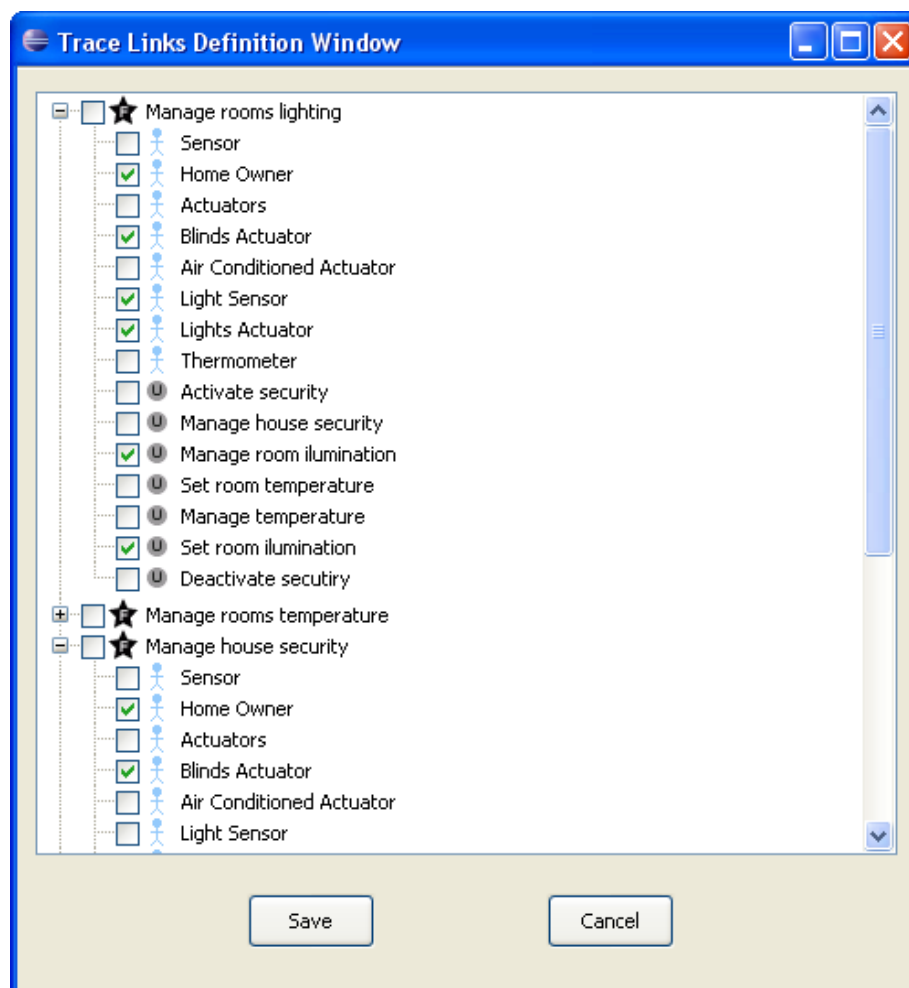 Trace Links Definition Window
Manage rooms lighting
Sensor
Home Owner
Actuators
Blinds Actuator
Air Conditioned Actuator
Light Sensor
Lights Actuator
Thermometer
U Activate security
U Manage house security
U Manage room ilumination
U Set room temperature
U Manage temperature
U Set room ilumination
U Deactivate secutiry
F Manage rooms temperature
F Manage house security
Sensor
Home Owner
Actuators
Blinds Actuator
Air Conditioned Actuator
Light Sensor
Save Cancel